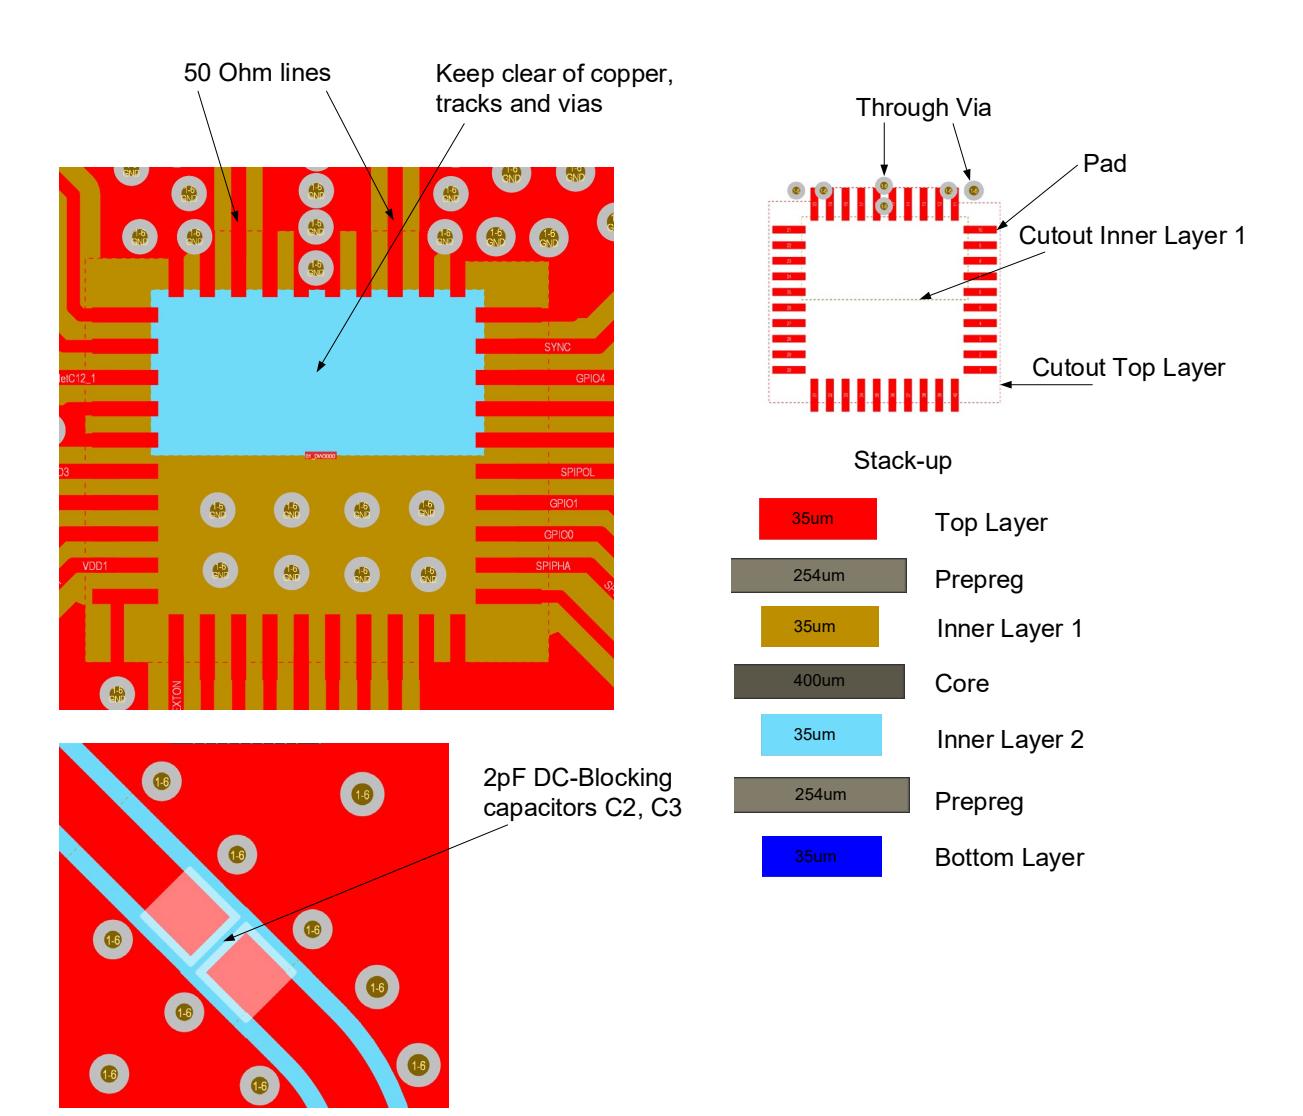 50 Ohm lines
Keep clear of copper,
tracks and vias
Through Via
Pad
Cutout Inner Layer 1
Cutout Top Layer
1-6
GND
1-6
GND
1-6
GND
1-6
GND
1-6
GND
1-6
GND
1-6
GND
1-6
GND
1-6
GND
1-6
GND
1-6
GND
1-6
GND
SYNC
GPIO4
SPIPOL
GPIO1
GPIO0
SPIPHA
VDD1
1-6
GND
1-6
GND
1-6
GND
1-6
GND
1-6
GND
1-6
GND
1-6
GND
1-6
GND
1-6
GND
EXTON
Stack-up
35um
Top Layer
254um
Prepreg
35um
Inner Layer 1
400um
Core
35um
Inner Layer 2
254um
Prepreg
35um
Bottom Layer
2pF DC-Blocking
capacitors C2, C3
1-6
1-6
1-6
1-6
1-6
1-6
1-6
1-6
1-6
1-6